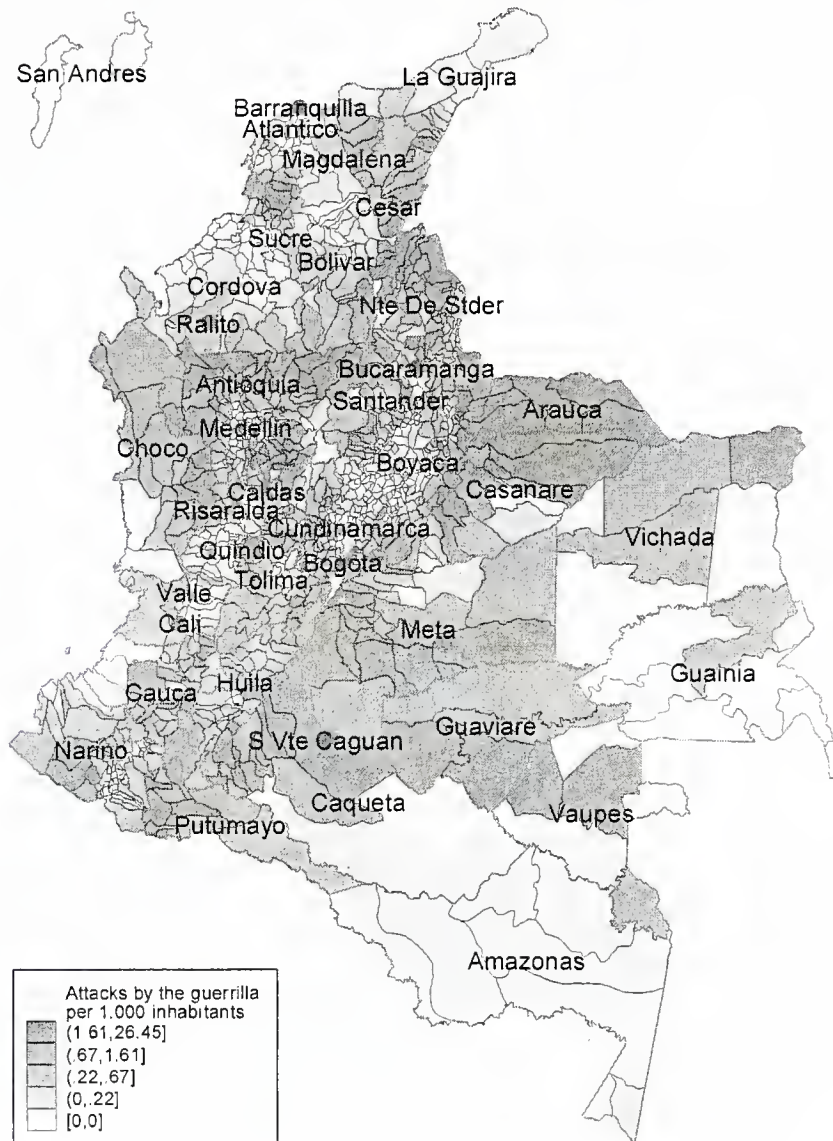 San Andres
La Guajira
Barranquilla
Atlantico
Magdalena
Cesar
Sucre
Bolivar
Cordova
Nte De Stder
Ralito
Bucaramanga
Antioquia
Santander
Arauca
Medellin
Choco
Boyaca
Caldas
Casanare
Risaralda
Cundinamarca
Vichada
Quindio
Bogota
Tolima
Valle
Cali
Meta
Guainia
Huila
Cauca
Guaviare
S Vte Caguan
Narino
Caqueta
Vaupes
Putumayo
Amazonas
Attacks by the guerrilla
per 1.000 inhabitants
(1 61,26.45]
(.67,1.61]
(.22,.67]
(0,.22]
[0,0]